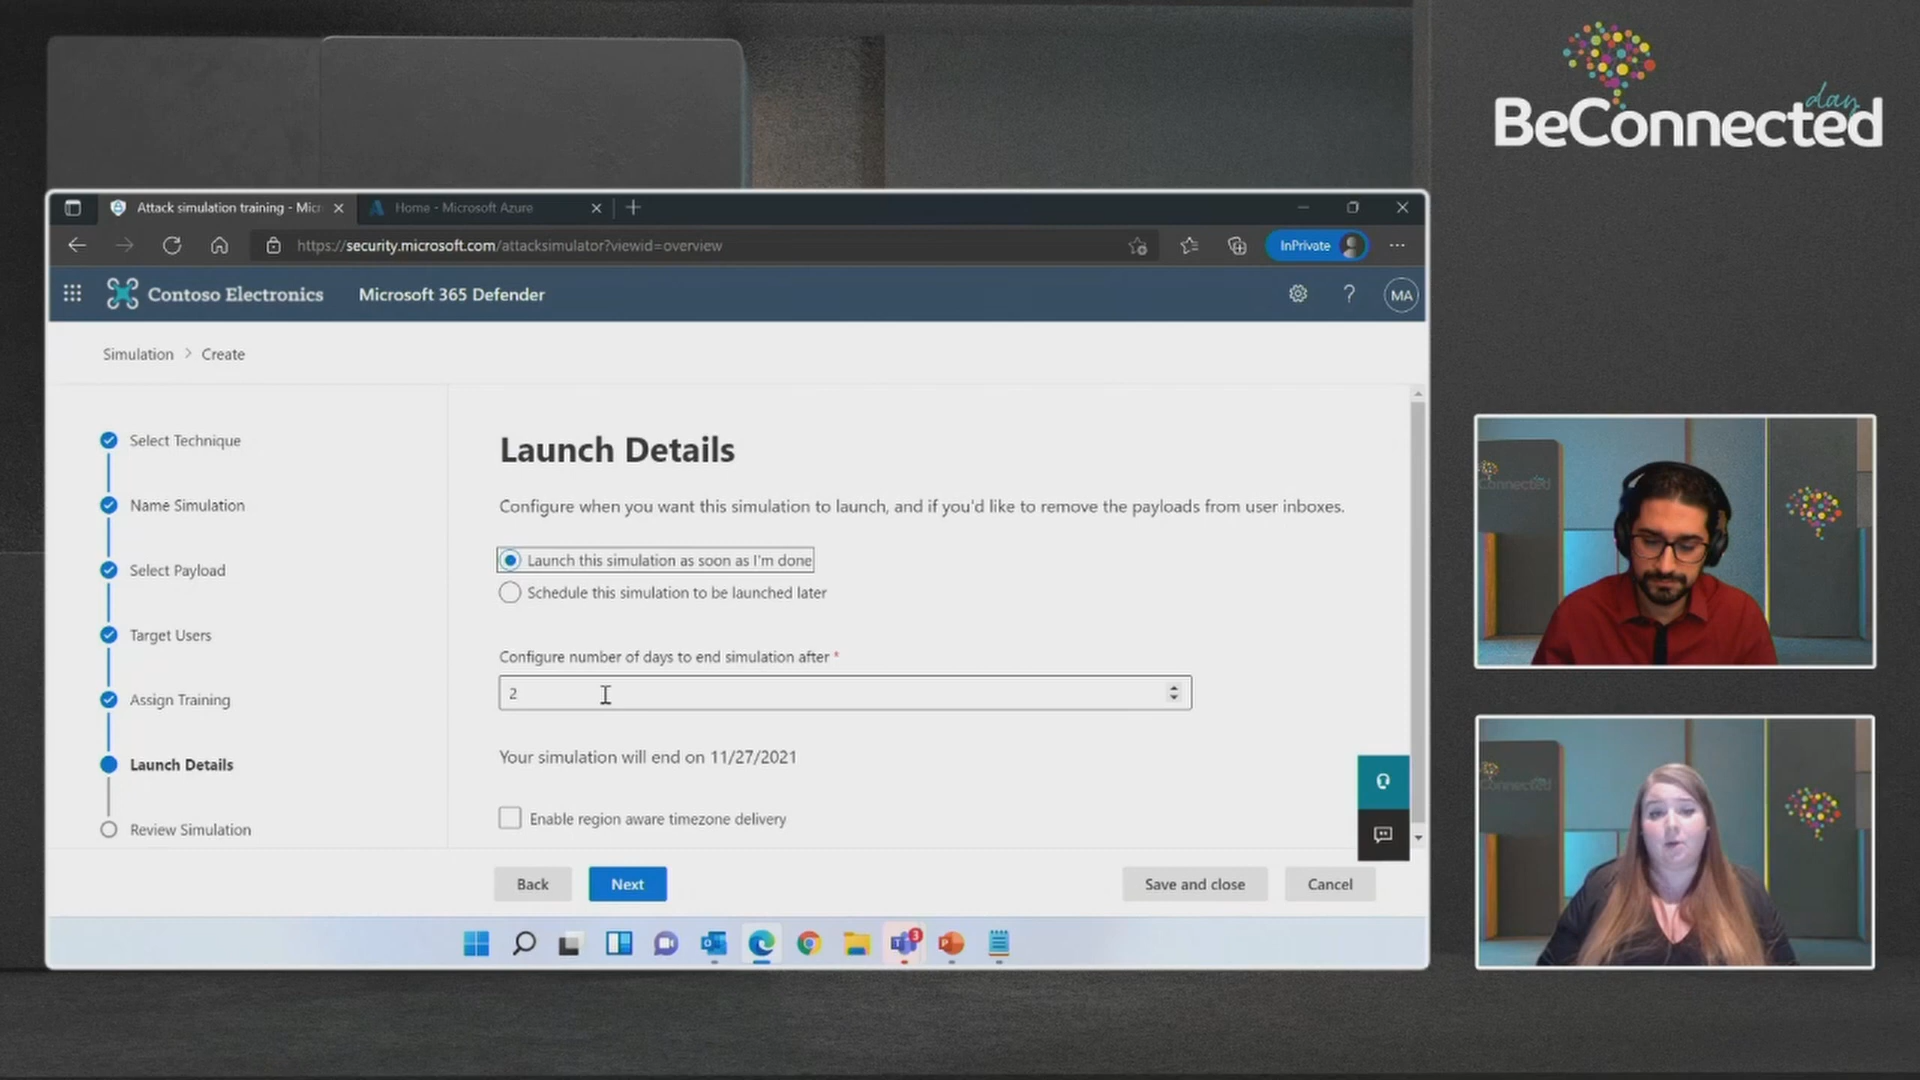 day
BeConnected
Attack simulation training - Micr
Home - Microsoft Azure
https://security.microsoft.com/attacksimulator?viewid=overview
InPrivate
Contoso Electronics
Microsoft 365 Defender
?
MA
Simulation > Create
Select Technique
Name Simulation
Select Payload
Target Users
Assign Training
Launch Details
Review Simulation
Launch Details
Configure when you want this simulation to launch, and if you'd like to remove the payloads from user inboxes.
Launch this simulation as soon as I'm done
Schedule this simulation to be launched later
Configure number of days to end simulation after *
2
Your simulation will end on 11/27/2021
Enable region aware timezone delivery
Back
Next
Save and close
Cancel
3
Connected
Connected